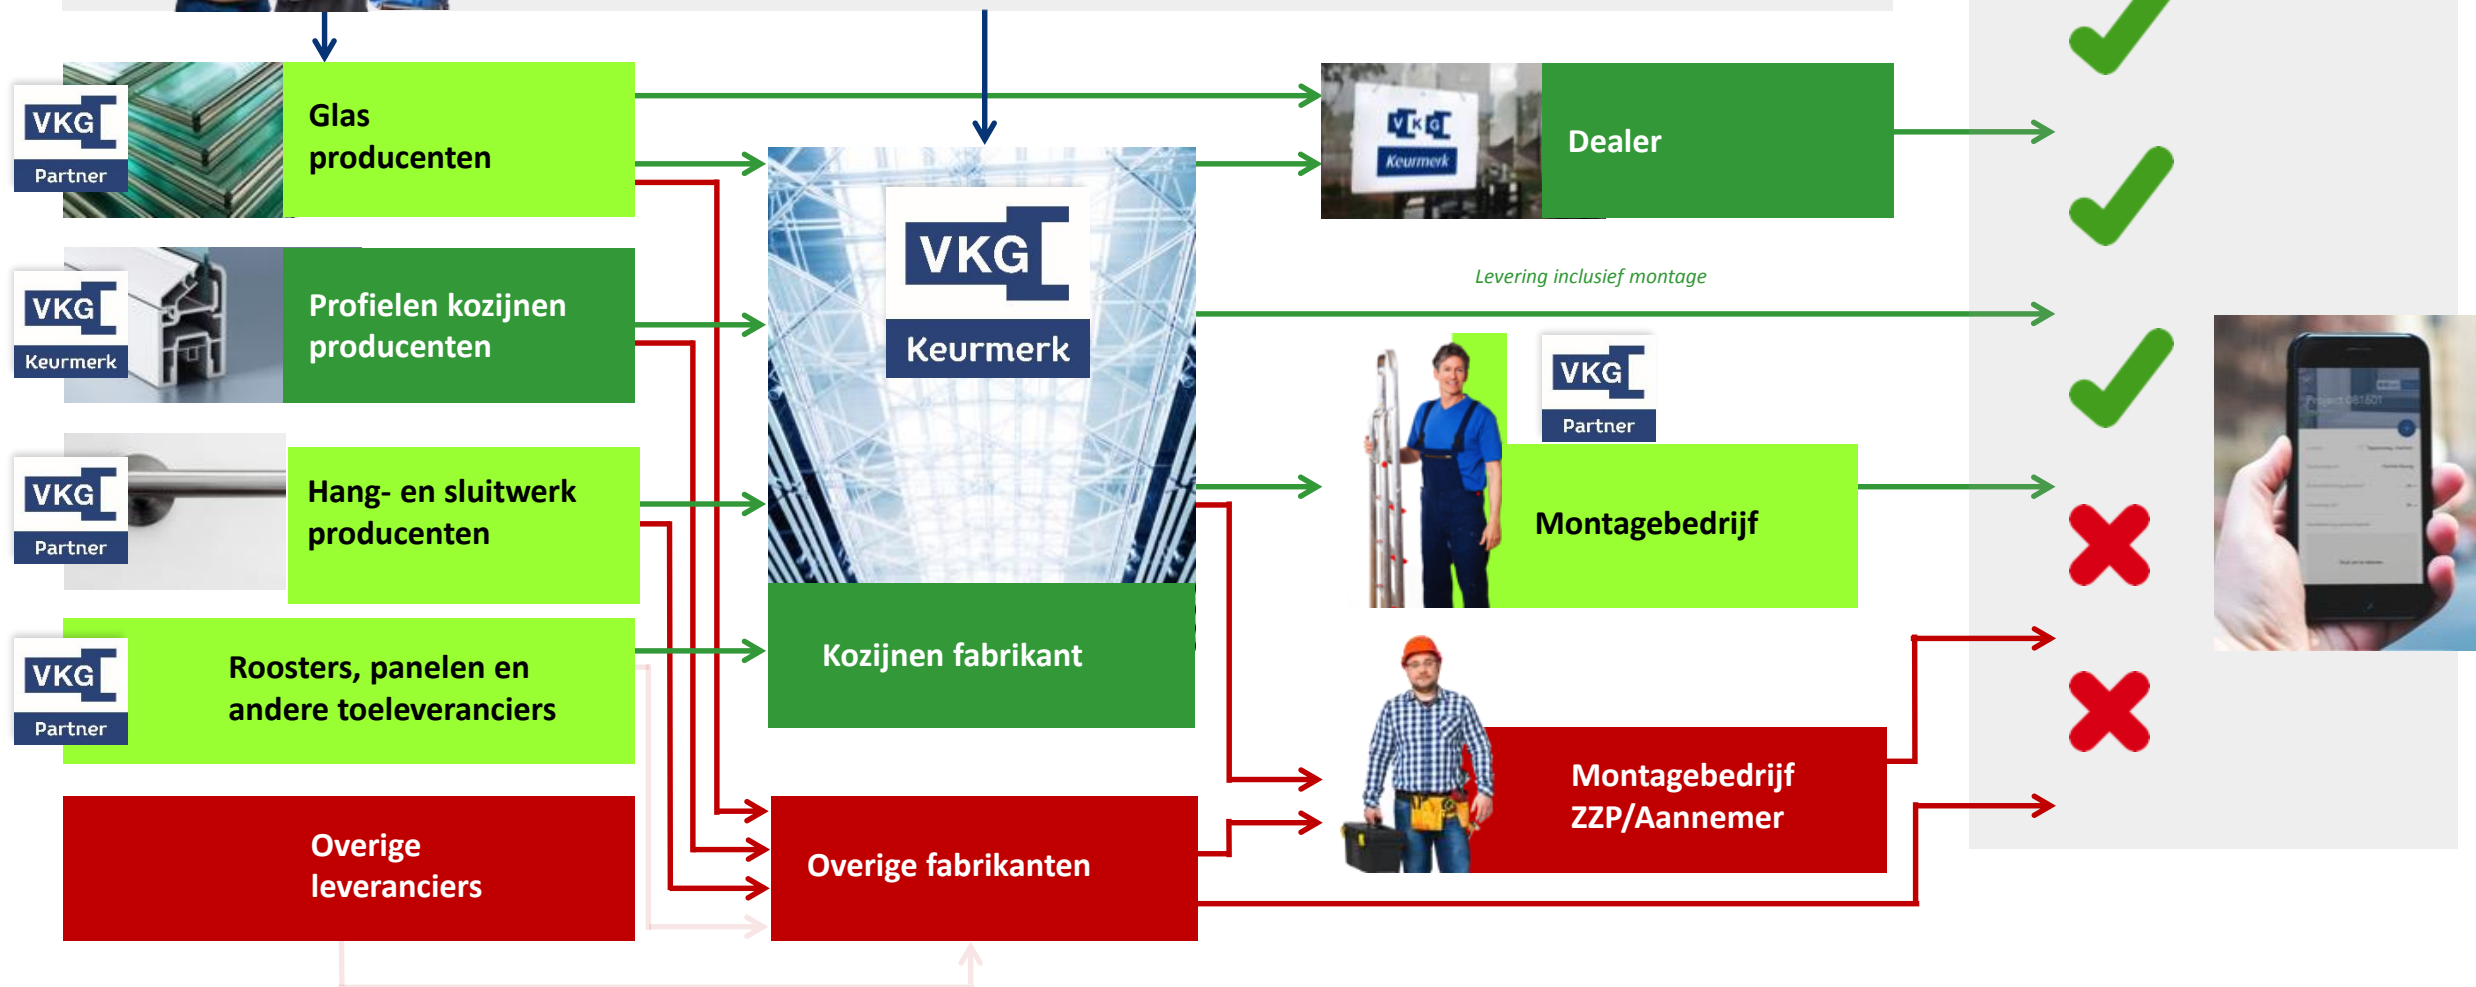 VKG
Partner
Glas
producenten
VKG
Keurmerk
Dealer
VKG
Keurmerk
Profielen kozijnen
producenten
VKG
Keurmerk
Levering inclusief montage
VKG
Partner
Project 081601
VKG
Partner
Hang- en sluitwerk
producenten
Montagebedrijf
VKG
Partner
Roosters, panelen en
andere toeleveranciers
Kozijnen fabrikant
Montagebedrijf
ZZP/Aannemer
Overige
leveranciers
Overige fabrikanten